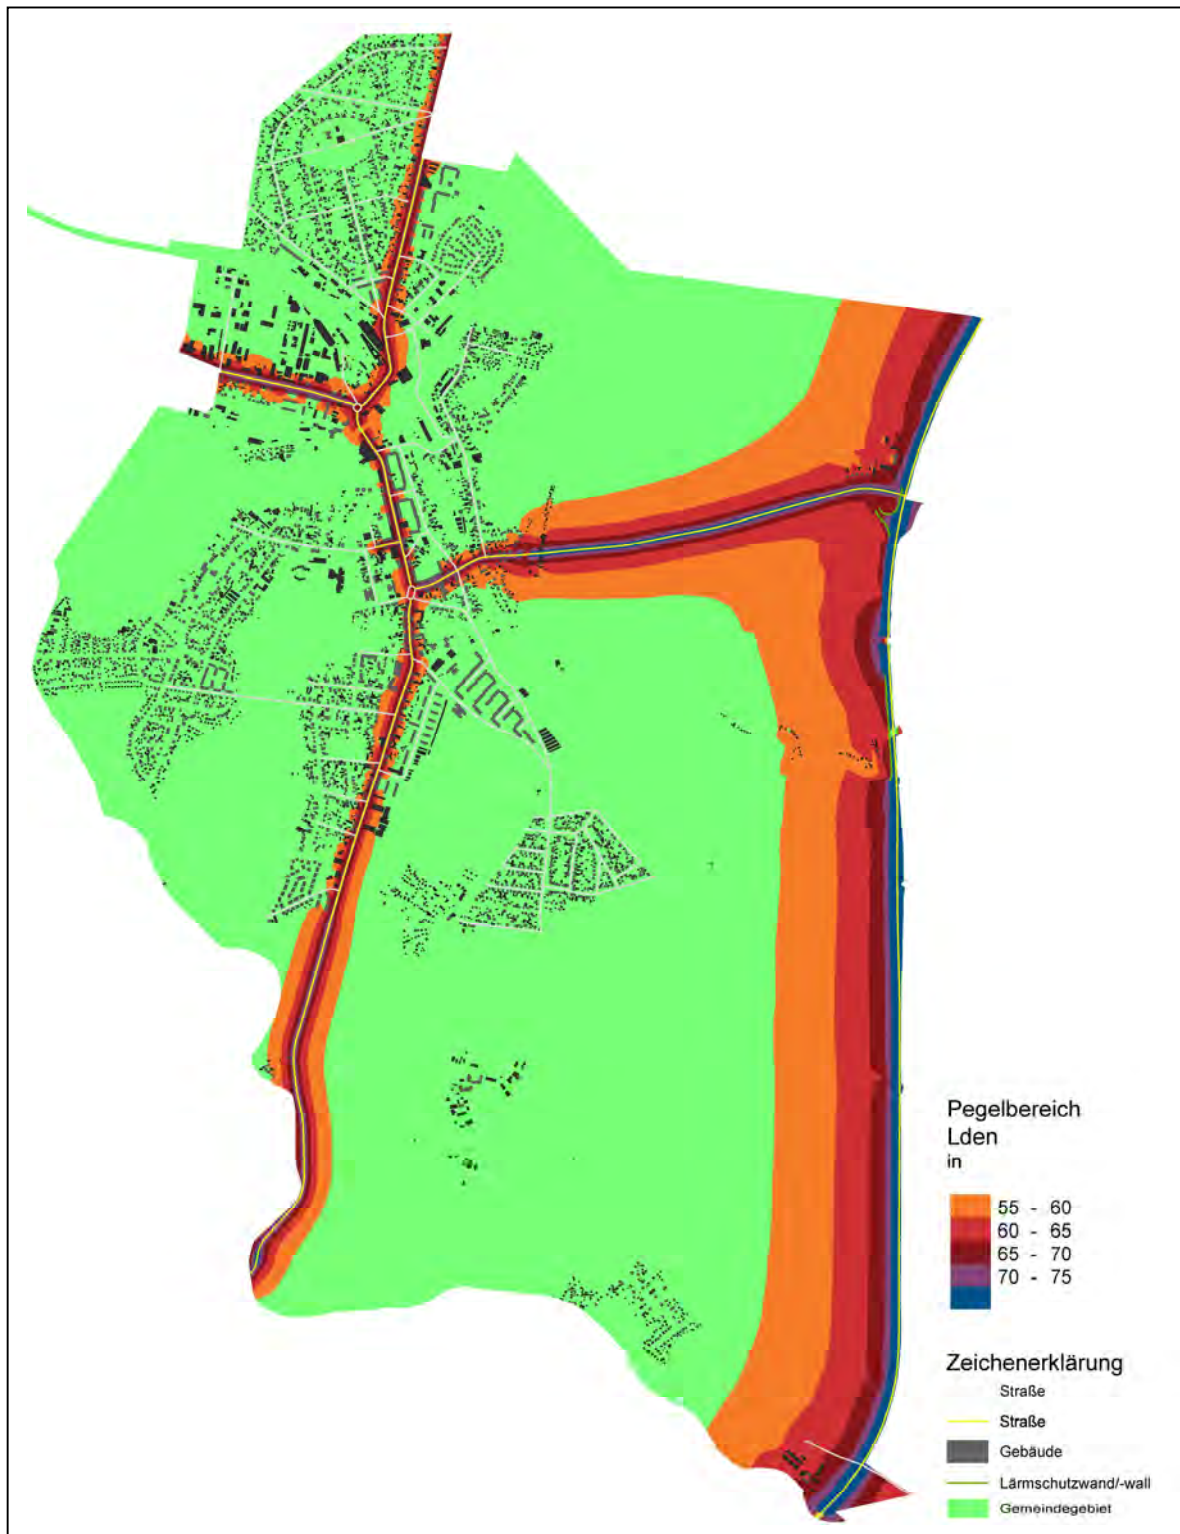 Pegelbereich
Lden
in
55 - 60
60 - 65
65 - 70
70 - 75
Zeichenerklärung
Straße
Straße
Gebäude
Lärmschutzwand/-wall
Gemeindegebiet